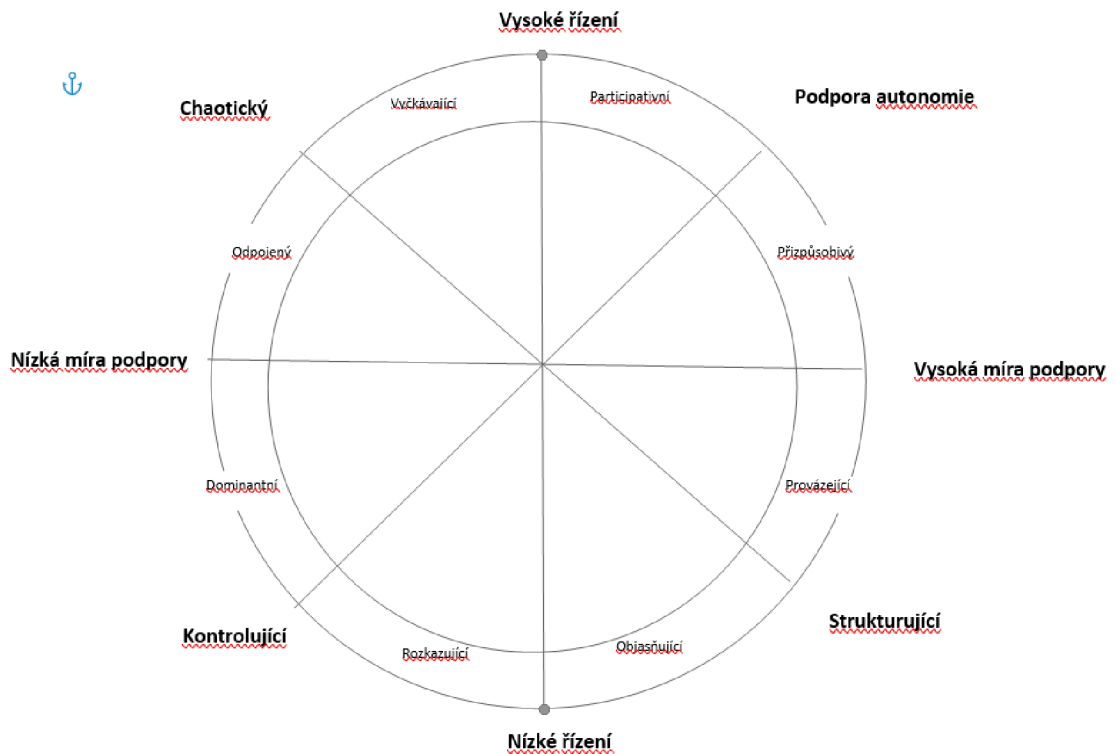 Vysoké řízení
Chaotický
Vyčkávající
Participativní
Podpora autonomie
Odpojený
Přizpůsobivý
Nízká míra podpory
Vysoká míra podpory
Dominantní
Provázející
Kontrolující
Rozkazující
Objasňující
Strukturující
Nízké řízení